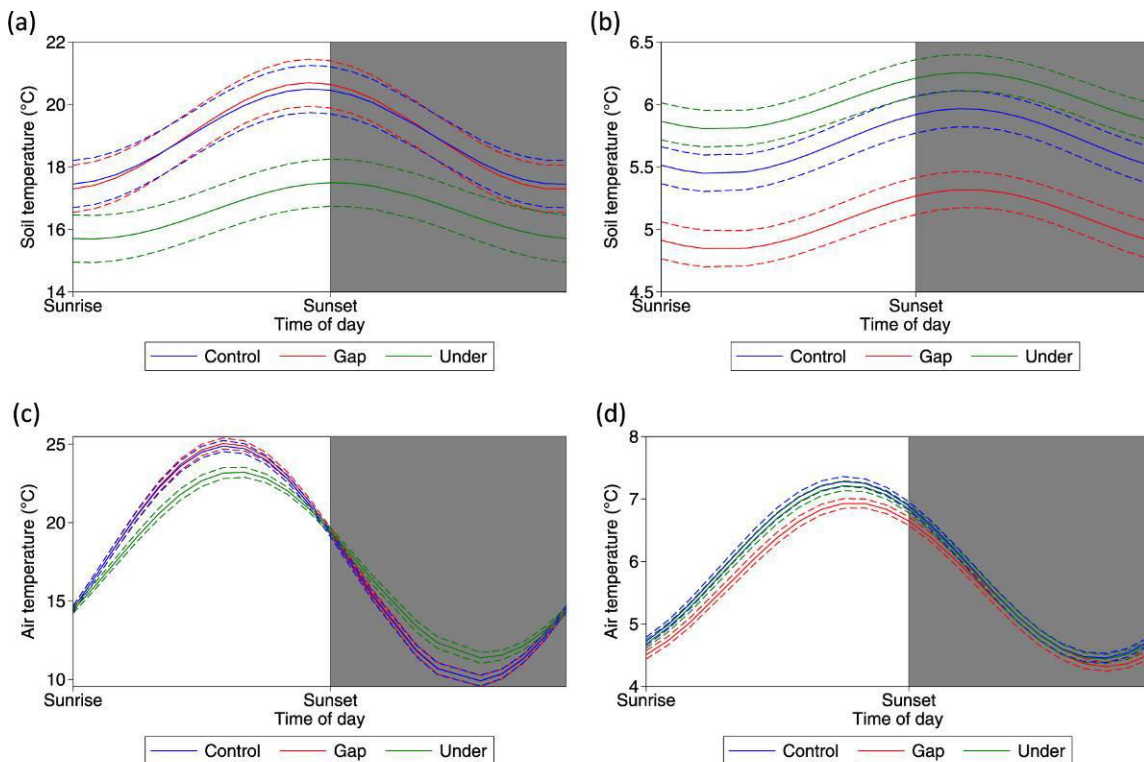 (a)
Soil temperature (°C)
22
20
18
16
14
Sunrise
Sunset
Time of day
Control
Gap
Under
(b)
Soil temperature (°C)
6.5
6
5.5
5
4.5
Sunrise
Sunset
Time of day
Control
Gap
Under
(c)
Air temperature (°C)
25
20
15
10
Sunrise
Sunset
Time of day
Control
Gap
Under
(d)
Air temperature (°C)
8
7
6
5
4
Sunrise
Sunset
Time of day
Control
Gap
Under